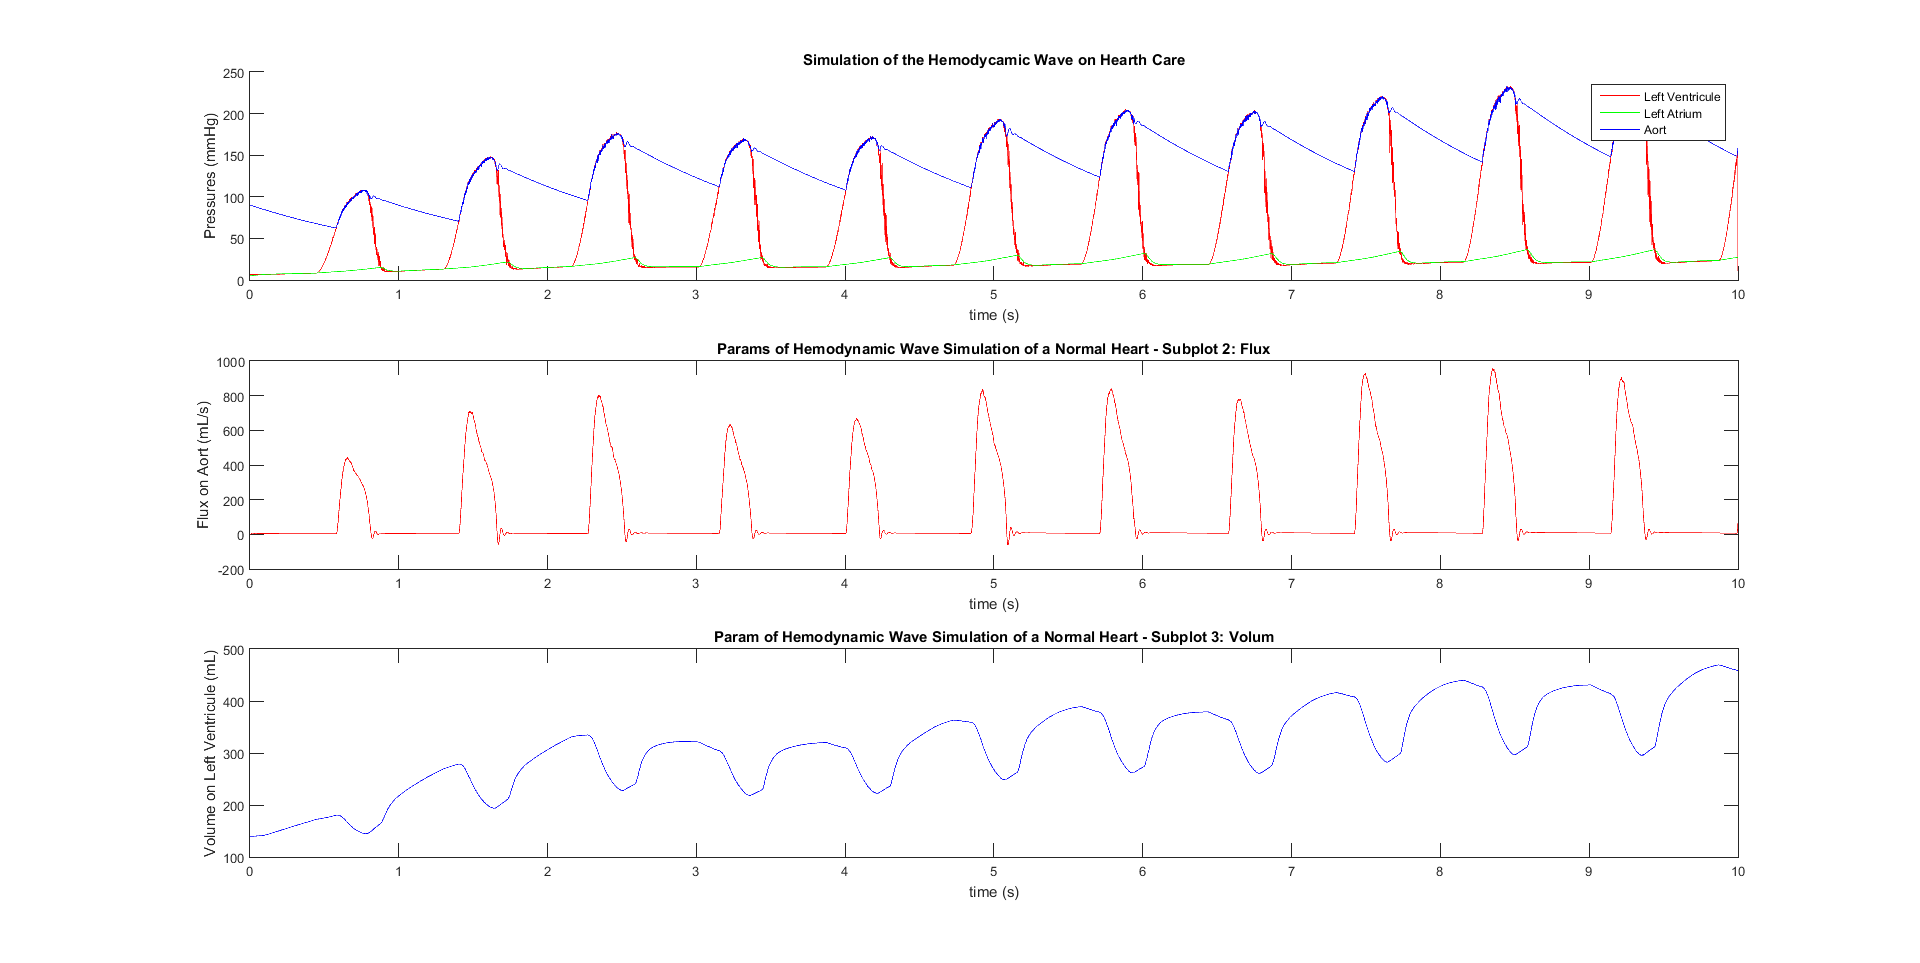 Simulation of the Hemodycamic Wave on Hearth Care
Pressures (mmHg)
250
200
150
100
50
0
Left Ventricule
Left Atrium
Aort
0 1 2 3 4 5 6 7 8 9 10
time (s)
Params of Hemodynamic Wave Simulation of a Normal Heart - Subplot 2: Flux
Flux on Aort (mL/s)
1000
800
600
400
200
0
-200
0 1 2 3 4 5 6 7 8 9 10
time (s)
Param of Hemodynamic Wave Simulation of a Normal Heart - Subplot 3: Volum
Volume on Left Ventricule (mL)
500
400
300
200
100
0 1 2 3 4 5 6 7 8 9 10
time (s)